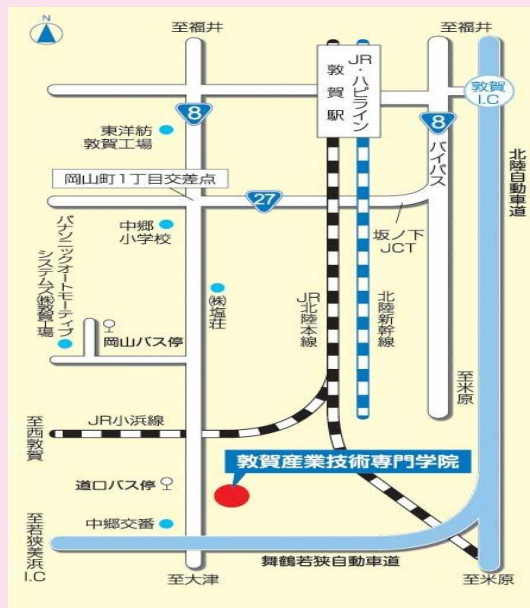 N
至福井
至福井
JR・ハピライン
敦賀駅
敦賀
I.C
8
8
バイパス
北陸自動車道
東洋紡
敦賀工場
岡山町1丁目交差点
27
中郷
小学校
坂ノ下
JCT
パナソニックオートモーティブ
システムズ㈱敦賀工場
㈱塩荘
JR北陸本線
北陸新幹線
岡山バス停
至米原
JR小浜線
至西敦賀
敦賀産業技術専門学院
道口バス停
中郷交番
至若狭美浜
I.C
舞鶴若狭自動車道
至大津
至米原